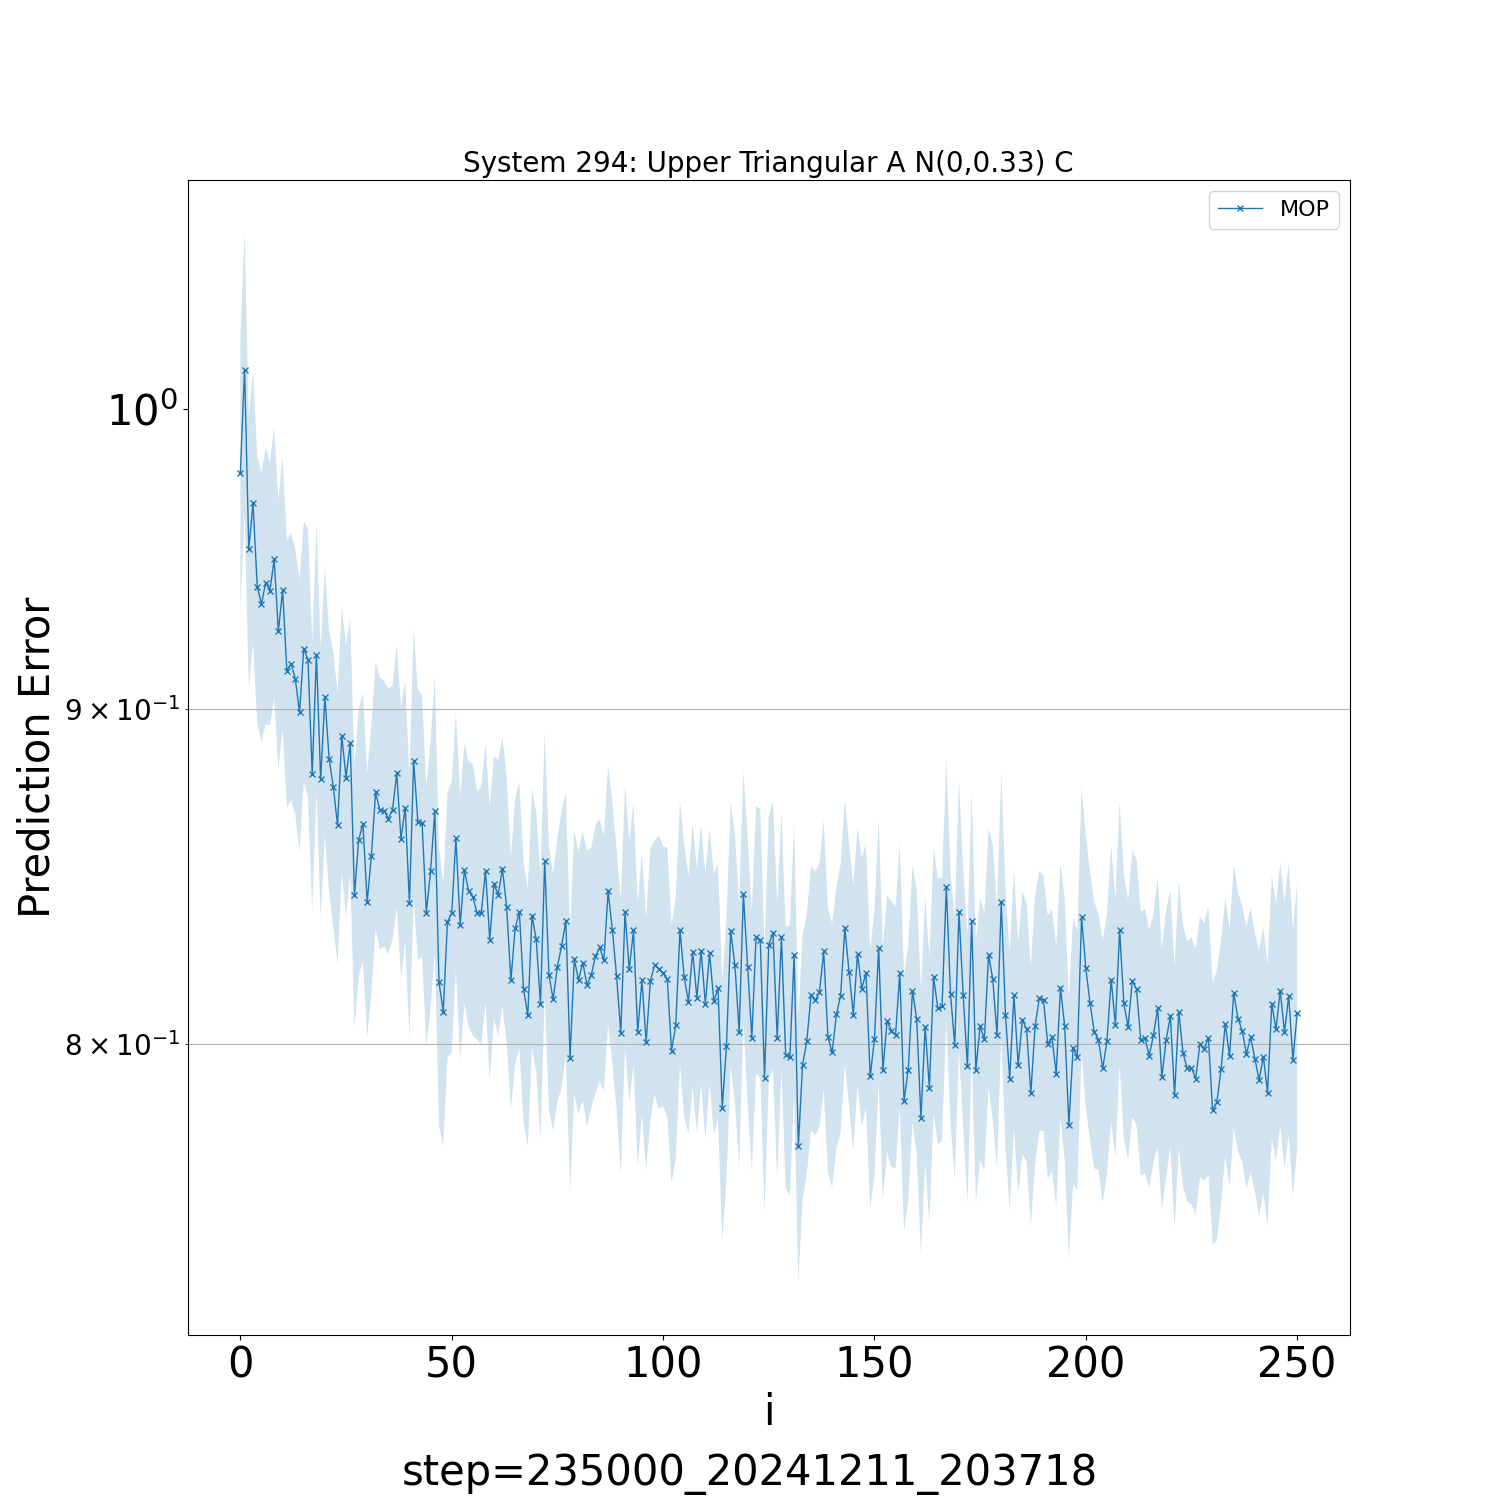 System 294: Upper Triangular A N(0,0.33) C
MOP
10⁰
9 × 10⁻¹
8 × 10⁻¹
Prediction Error
0 50 100 150 200 250
i
step=235000_20241211_203718